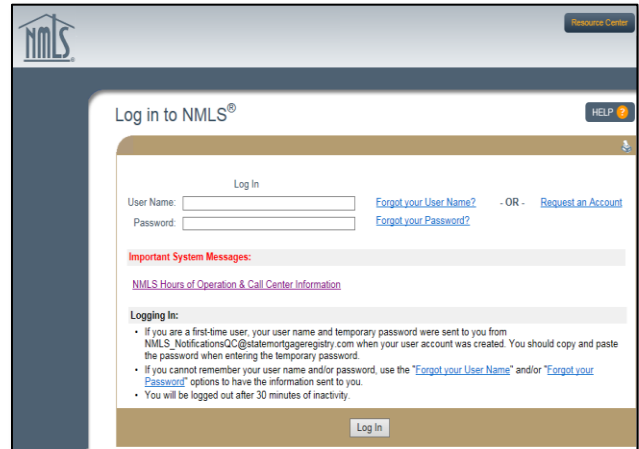 Resource Center
NMLS®
Log in to NMLS®
HELP ?
Log In
User Name: Forgot your User Name? - OR - Request an Account
Password: Forgot your Password?
Important System Messages:
NMLS Hours of Operation & Call Center Information
Logging In:
• If you are a first-time user, your user name and temporary password were sent to you from
NMLS_NotificationsQC@statemortgageregistry.com when your user account was created. You should copy and paste
the password when entering the temporary password.
• If you cannot remember your user name and/or password, use the "Forgot your User Name" and/or "Forgot your
Password" options to have the information sent to you.
• You will be logged out after 30 minutes of inactivity.
Log In